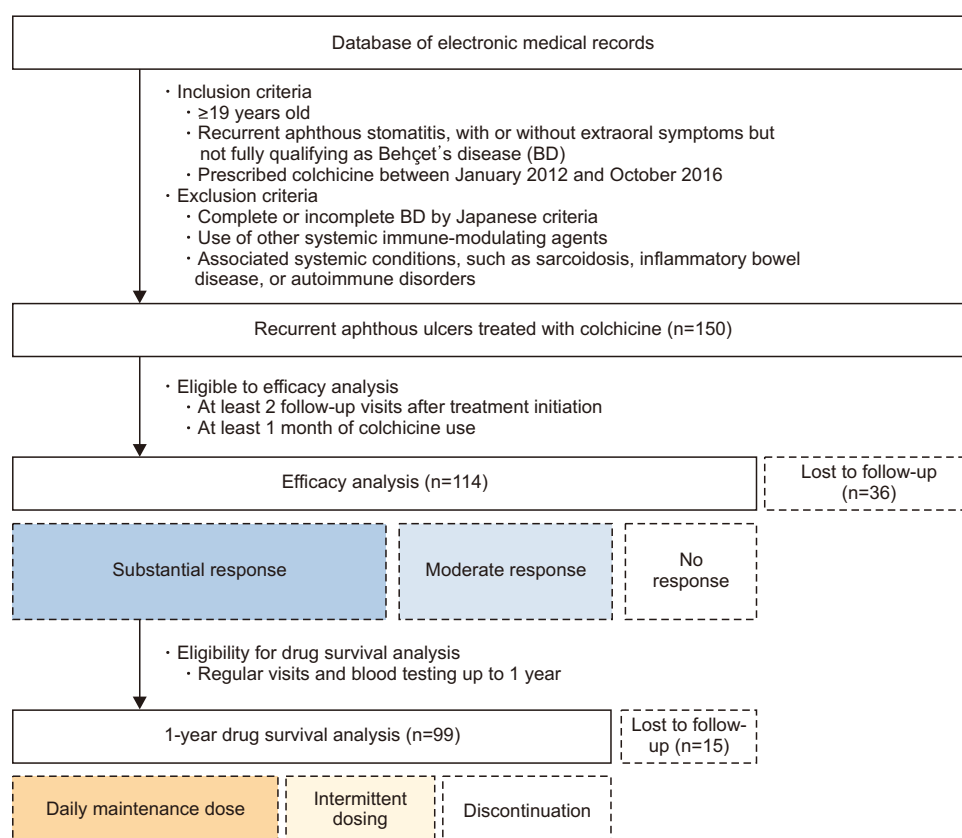 Database of electronic medical records
· Inclusion criteria
· ≥19 years old
· Recurrent aphthous stomatitis, with or without extraoral symptoms but
not fully qualifying as Behçet's disease (BD)
· Prescribed colchicine between January 2012 and October 2016
· Exclusion criteria
· Complete or incomplete BD by Japanese criteria
· Use of other systemic immune-modulating agents
· Associated systemic conditions, such as sarcoidosis, inflammatory bowel
disease, or autoimmune disorders
Recurrent aphthous ulcers treated with colchicine (n=150)
· Eligible to efficacy analysis
· At least 2 follow-up visits after treatment initiation
· At least 1 month of colchicine use
Efficacy analysis (n=114)
Lost to follow-up
(n=36)
Substantial response
Moderate response
No
response
· Eligibility for drug survival analysis
· Regular visits and blood testing up to 1 year
1-year drug survival analysis (n=99)
Lost to follow-
up (n=15)
Daily maintenance dose
Intermittent
dosing
Discontinuation